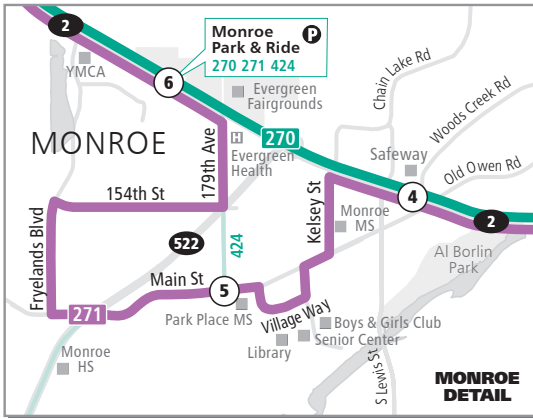 2
Monroe
Park & Ride
P
270 271 424
6
YMCA
Evergreen
Fairgrounds
Chain Lake Rd
Woods Creek Rd
MONROE
179th Ave
H
Evergreen
Health
270
Safeway
Old Owen Rd
154th St
Kelsey St
4
2
Monroe
MS
Fryelands Blvd
522
424
Al Borlin
Park
Main St
5
271
Park Place MS
Village Way
Boys & Girls Club
Senior Center
Library
Monroe
HS
S Lewis St
MONROE
DETAIL